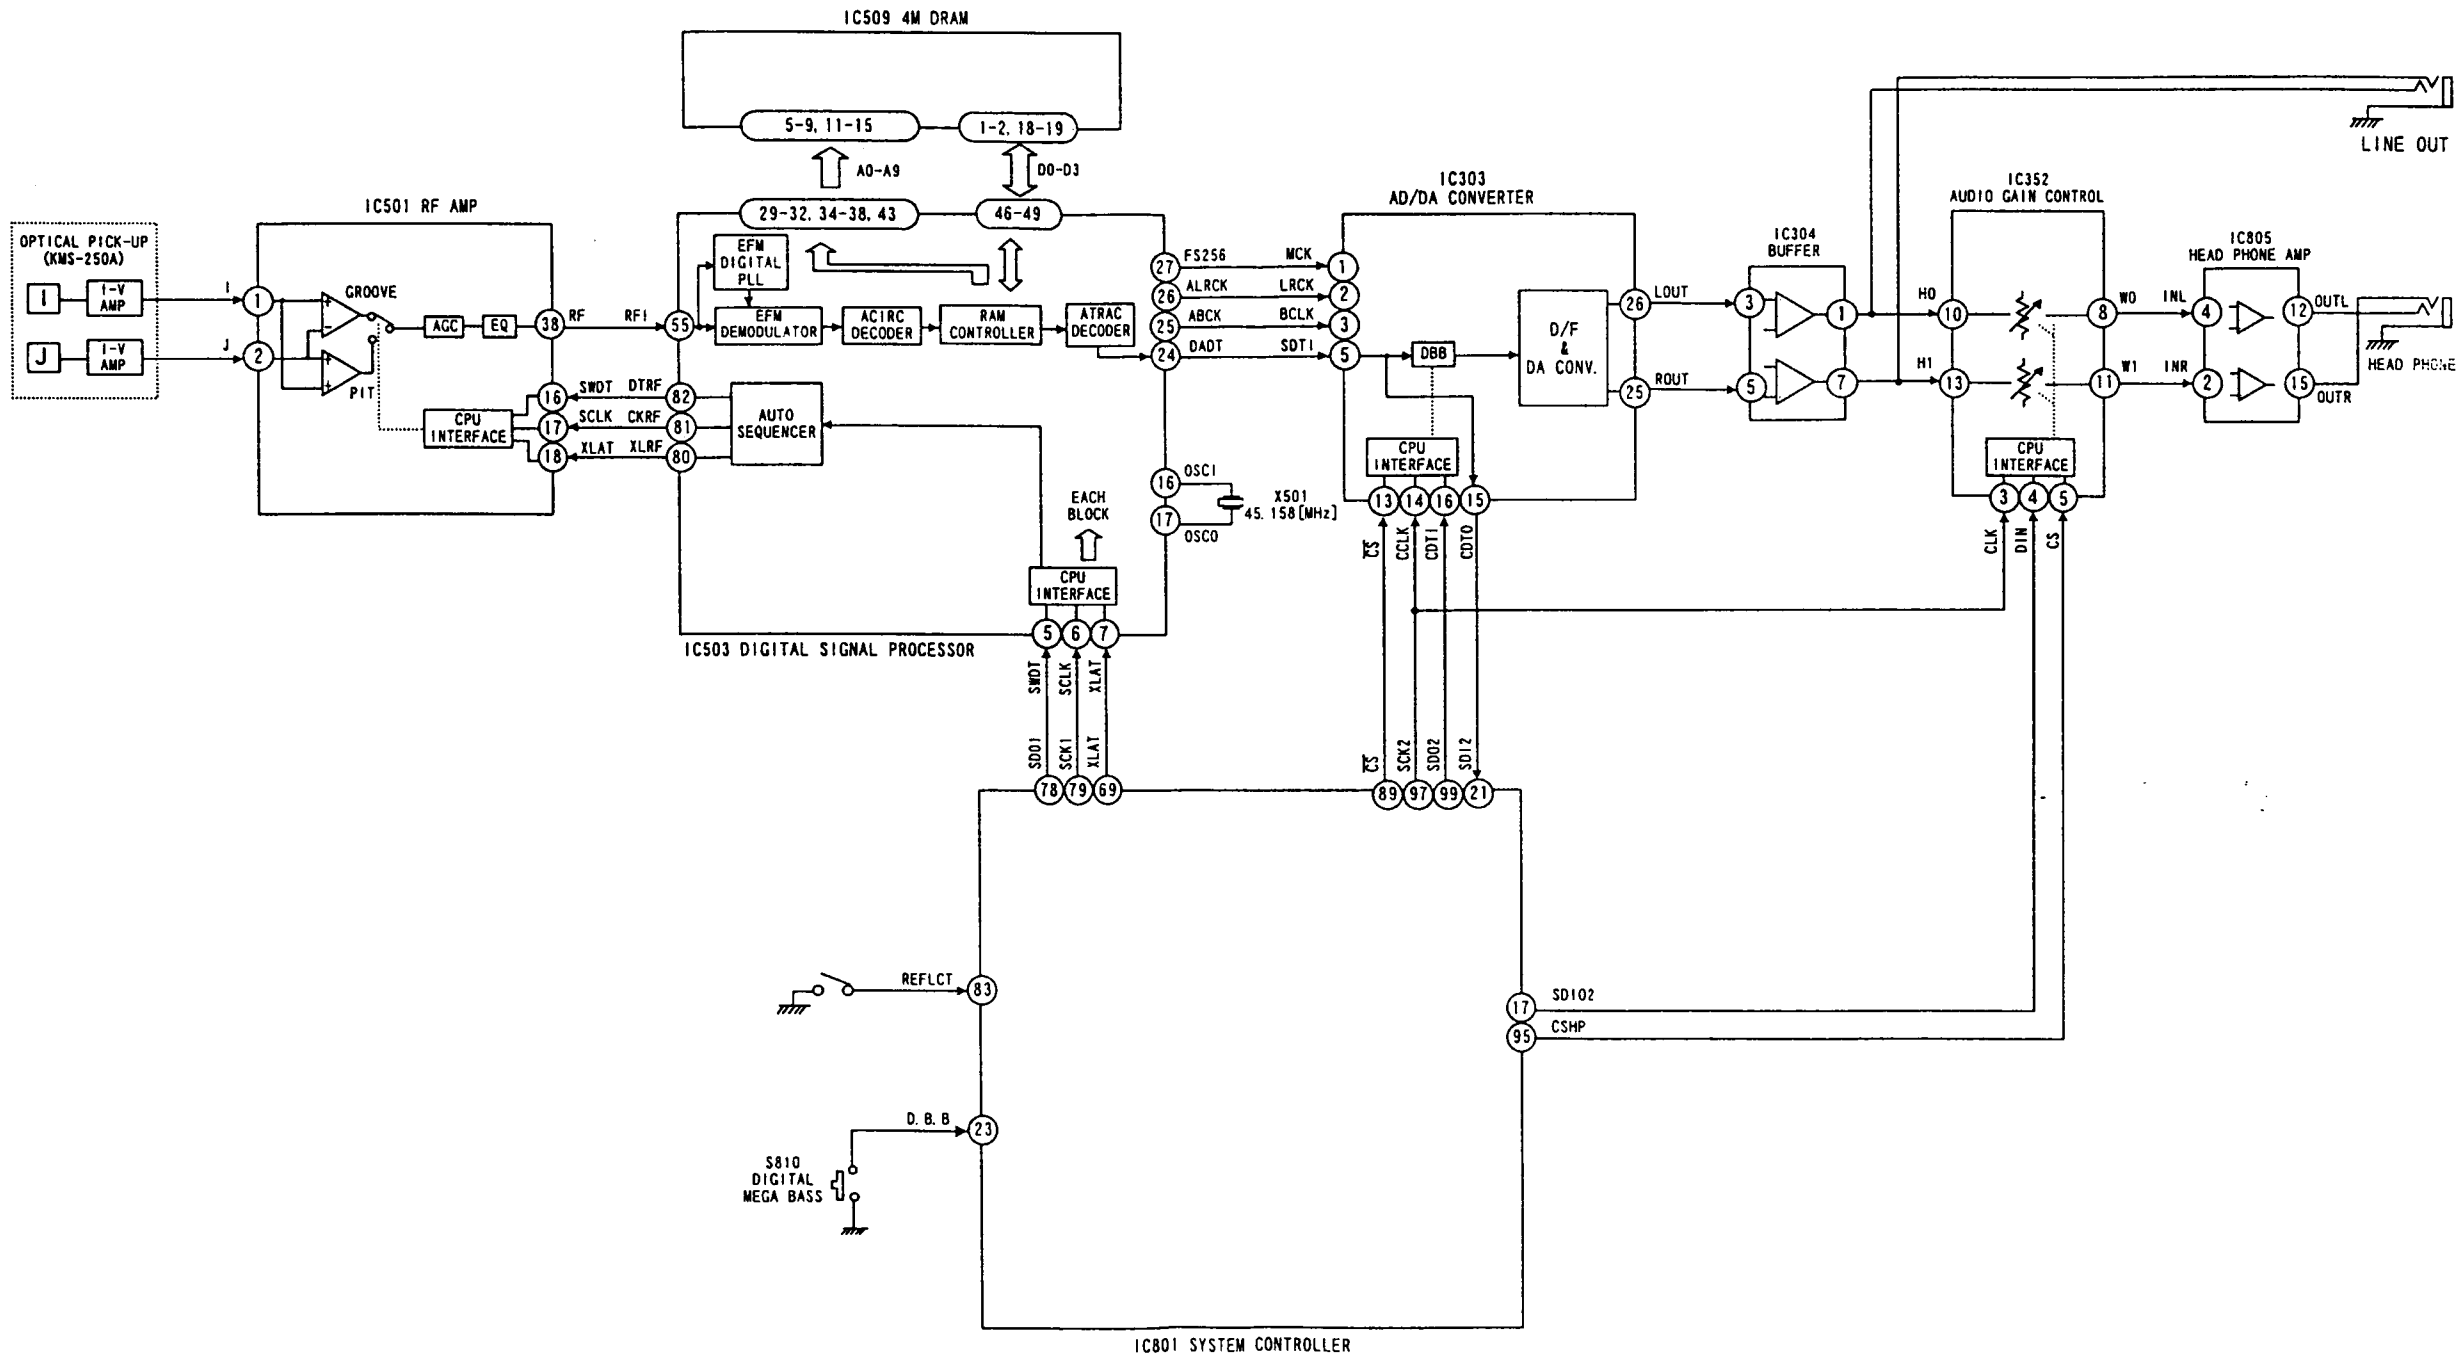 IC509 4M DRAM
5-9, 11-15
1-2, 18-19
A0-A9
D0-D3
LINE OUT
IC501 RF AMP
29-32, 34-38, 43
46-49
IC303
AD/DA CONVERTER
IC352
AUDIO GAIN CONTROL
OPTICAL PICK-UP
(KMS-250A)
I
I-V
AMP
I
1
J
I-V
AMP
J
2
GROOVE
PIT
AGC
EQ
38
RF
RFI
55
CPU
INTERFACE
16
SWDT
DTRF
82
17
SCLK
CKRF
81
18
XLAT
XLRF
80
EFM
DIGITAL
PLL
EFM
DEMODULATOR
ACIRC
DECODER
RAM
CONTROLLER
ATRAC
DECODER
AUTO
SEQUENCER
27
FS256
MCK
1
26
ALRCK
LRCK
2
25
ABCK
BCLK
3
24
DADT
SDTI
5
16
OSCI
17
OSCO
X501
45.158[MHz]
EACH
BLOCK
CPU
INTERFACE
5
6
7
IC503 DIGITAL SIGNAL PROCESSOR
SWDT
SCLK
XLAT
SDO1
SCK1
XLAT
78
79
69
DBB
D/F
&
DA CONV.
CPU
INTERFACE
13
14
16
15
CS
CCLK
CDTI
CDTO
CS
SCK2
SDO2
SDI2
89
97
99
21
26
LOUT
25
ROUT
IC304
BUFFER
3
1
5
7
H0
10
H1
13
8
W0
11
W1
CPU
INTERFACE
3
4
5
CLK
DIN
CS
IC805
HEAD PHONE AMP
INL
4
12
OUTL
INR
2
15
OUTR
HEAD PHONE
REFLCT
83
D.B.B
23
S810
DIGITAL
MEGA BASS
17
SDIO2
95
CSHP
IC801 SYSTEM CONTROLLER